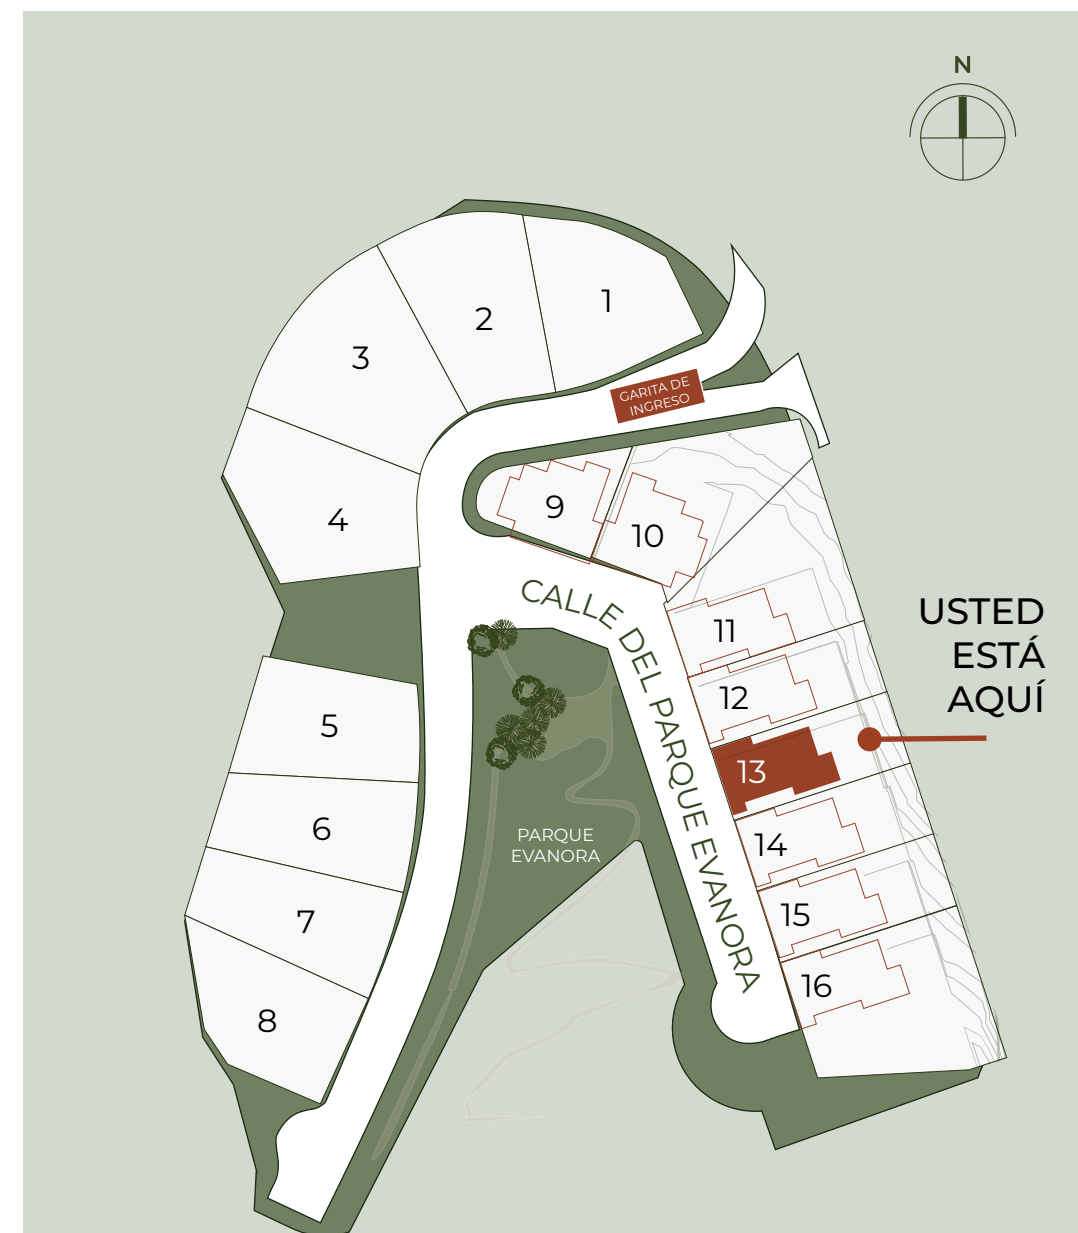 N
1
2
3
GARITA DE
INGRESO
4
9
10
CALLE DEL PARQUE EVANORA
USTED
ESTÁ
AQUÍ
11
12
5
13
6
PARQUE
EVANORA
14
7
15
16
8